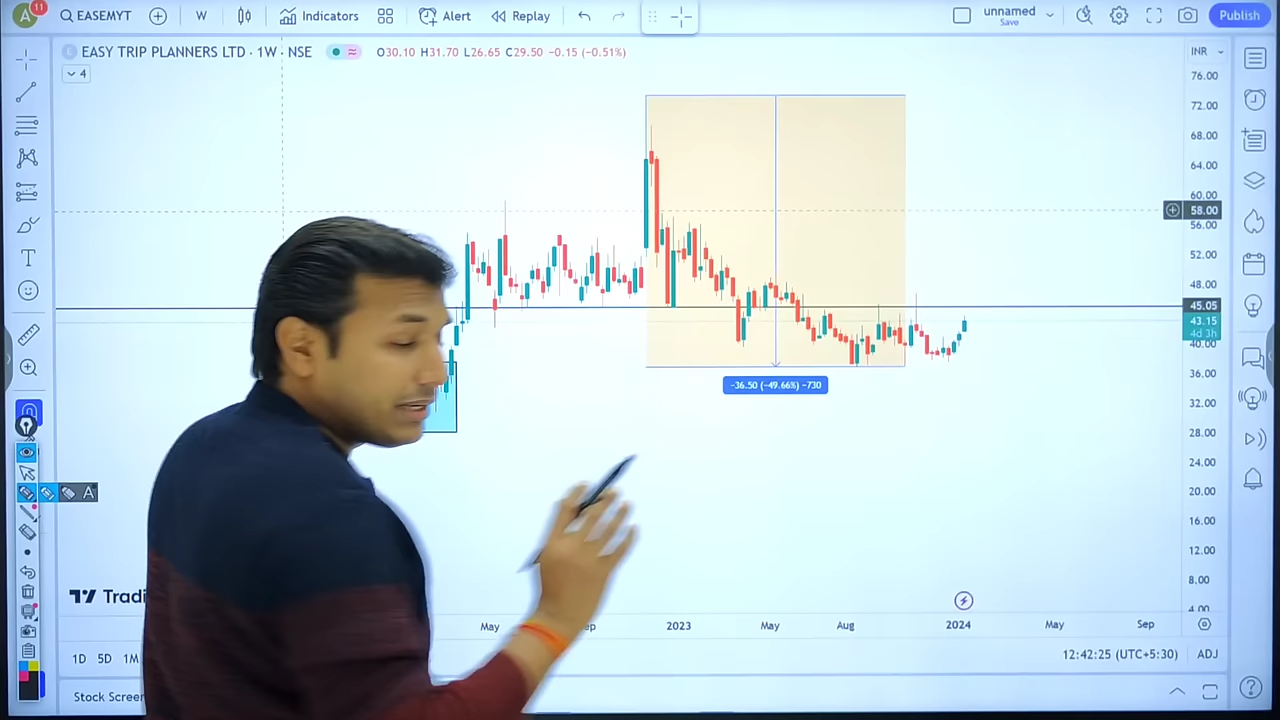 A 11 EASEMYT W Indicators Alert Replay unnamed Save Publish
E EASY TRIP PLANNERS LTD · 1W · NSE O30.10 H31.70 L26.65 C29.50 −0.15 (−0.51%) INR
4
76.00
72.00
68.00
64.00
60.00
58.00
56.00
52.00
48.00
45.05
43.15
4d 3h
40.00
36.00
−36.50 (−49.66%) −730
32.00
28.00
24.00
20.00
16.00
12.00
8.00
4.00
T
A
Tradi
May 2023 May Aug 2024 May Sep
1D 5D 1M 12:42:25 (UTC+5:30) ADJ
Stock Screen